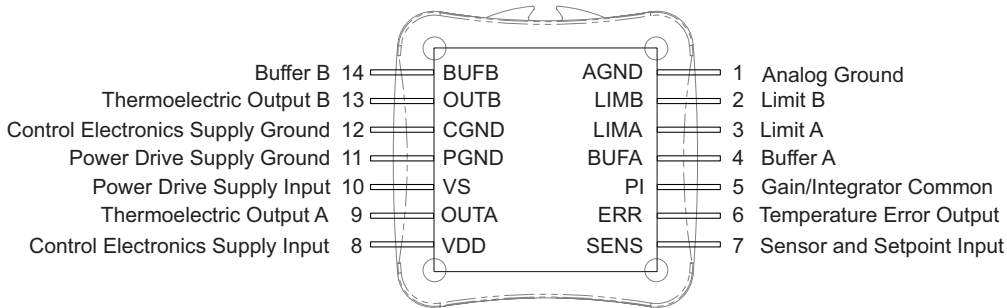 Buffer B 14 BUFB AGND 1 Analog Ground
Thermoelectric Output B 13 OUTB LIMB 2 Limit B
Control Electronics Supply Ground 12 CGND LIMA 3 Limit A
Power Drive Supply Ground 11 PGND BUFA 4 Buffer A
Power Drive Supply Input 10 VS PI 5 Gain/Integrator Common
Thermoelectric Output A 9 OUTA ERR 6 Temperature Error Output
Control Electronics Supply Input 8 VDD SENS 7 Sensor and Setpoint Input